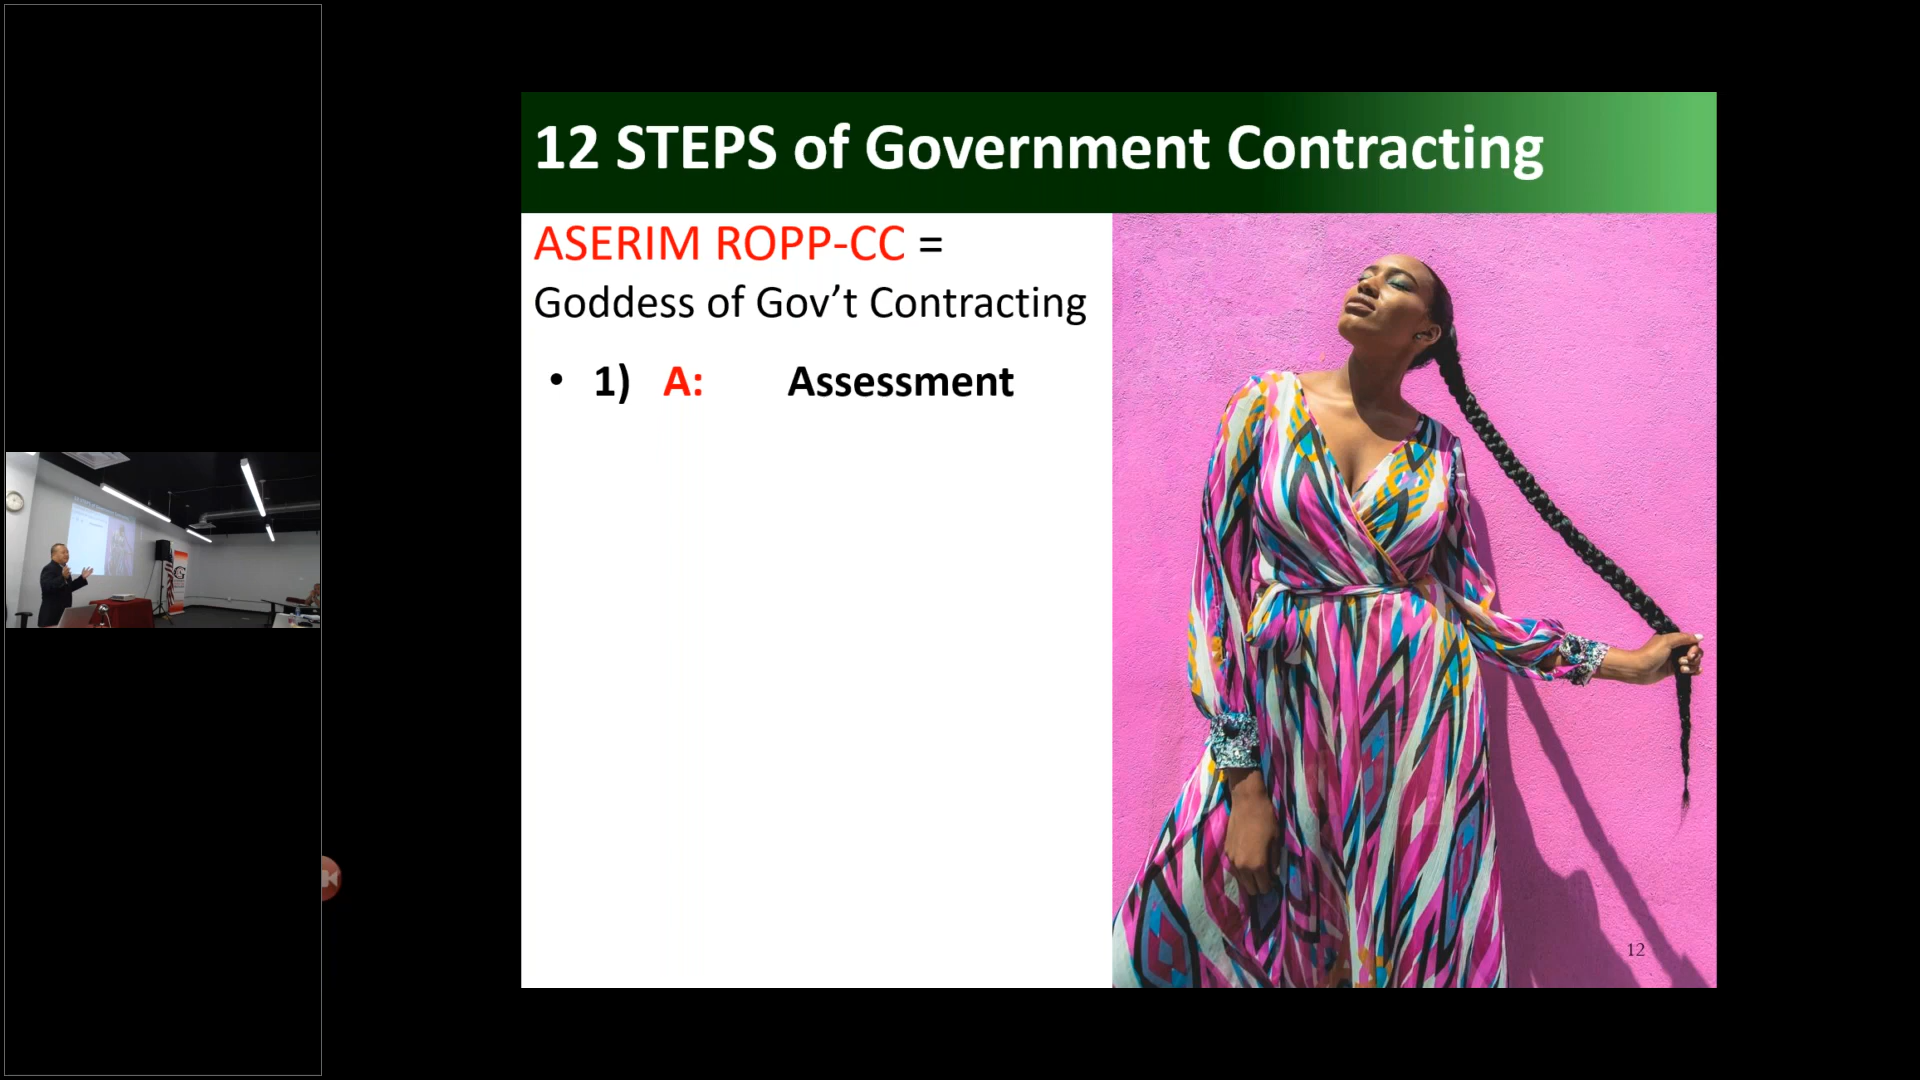 12 STEPS of Government Contracting
ASERIM ROPP-CC =
Goddess of Gov’t Contracting
• 1) A: Assessment
12